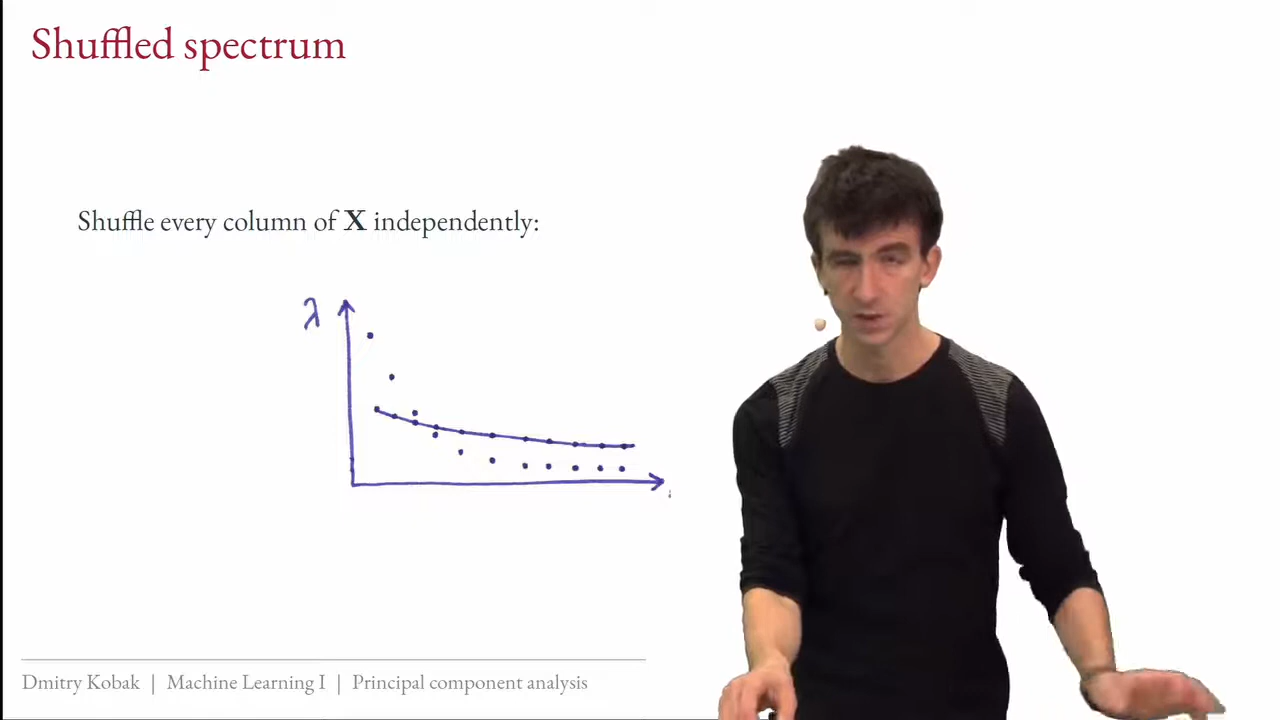 Shuffled spectrum
Shuffle every column of X independently:
λ
Dmitry Kobak | Machine Learning I | Principal component analysis